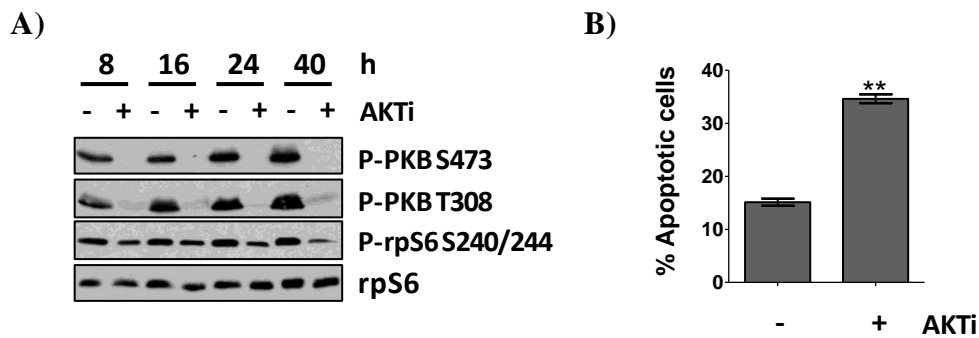 A)
8 16 24 40 h
- + - + - + - + AKTi
P-PKB S473
P-PKB T308
P-rpS6 S240/244
rpS6
B)
% Apoptotic cells
40
30
20
10
0
**
- + AKTi